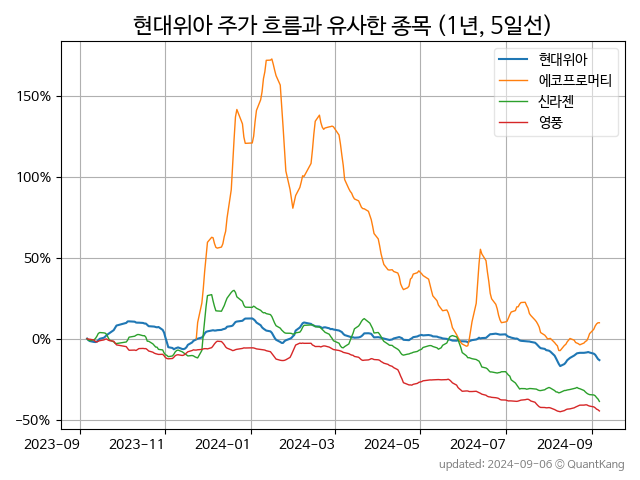 현대위아 주가 흐름과 유사한 종목 (1년, 5일선)
현대위아
에코프로머티
신라젠
영풍
150%
100%
50%
0%
−50%
2023-09 2023-11 2024-01 2024-03 2024-05 2024-07 2024-09
updated: 2024-09-06 © QuantKang